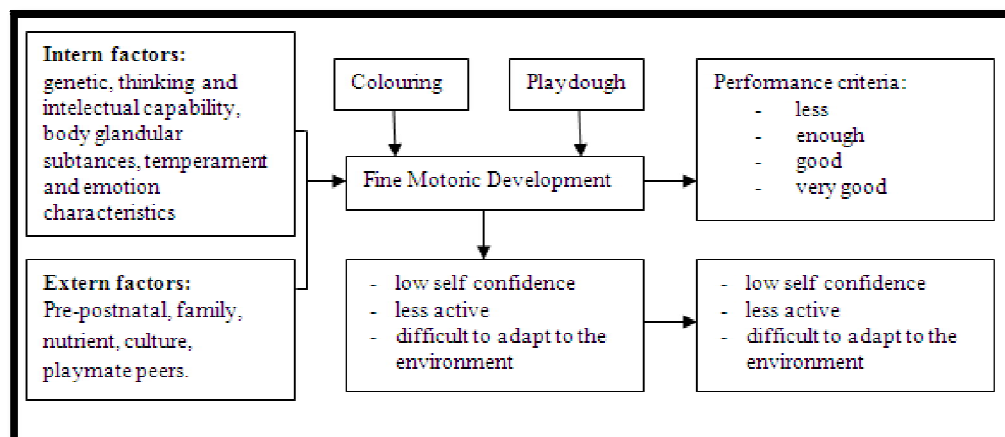 Intern factors:
genetic, thinking and
intelectual capability,
body glandular
subtances, temperament
and emotion
characteristics
Colouring
Playdough
Performance criteria:
- less
- enough
- good
- very good
Fine Motoric Development
Extern factors:
Pre-postnatal, family,
nutrient, culture,
playmate peers.
- low self confidence
- less active
- difficult to adapt to the
environment
- low self confidence
- less active
- difficult to adapt to the
environment